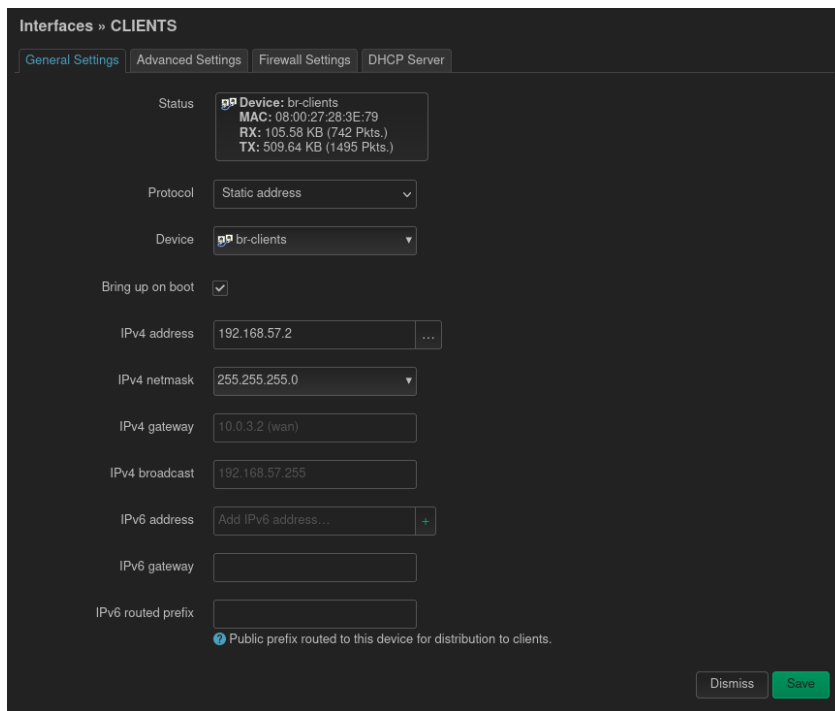 Interfaces » CLIENTS
General Settings Advanced Settings Firewall Settings DHCP Server
Status
Device: br-clients
MAC: 08:00:27:28:3E:79
RX: 105.58 KB (742 Pkts.)
TX: 509.64 KB (1495 Pkts.)
Protocol Static address
Device br-clients
Bring up on boot
IPv4 address 192.168.57.2 ...
IPv4 netmask 255.255.255.0
IPv4 gateway 10.0.3.2 (wan)
IPv4 broadcast 192.168.57.255
IPv6 address Add IPv6 address… +
IPv6 gateway
IPv6 routed prefix
? Public prefix routed to this device for distribution to clients.
Dismiss Save